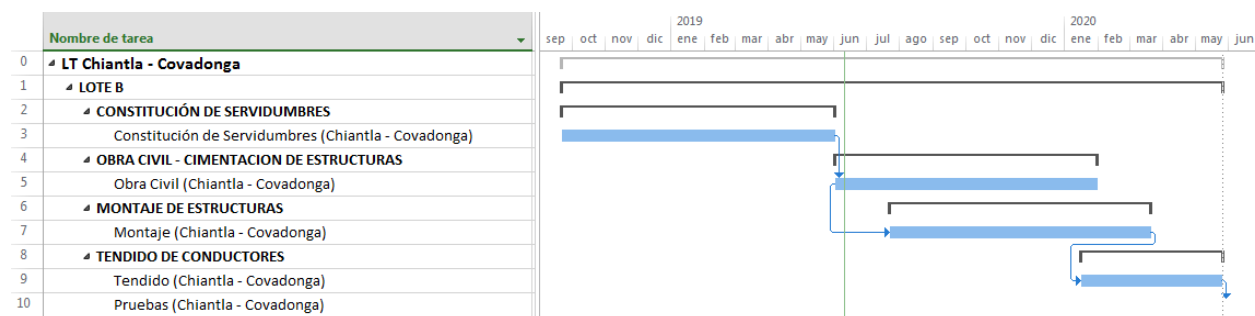 2019 2020
Nombre de tarea sep oct nov dic ene feb mar abr may jun jul ago sep oct nov dic ene feb mar abr may jun
0 LT Chiantla - Covadonga
1 LOTE B
2 CONSTITUCIÓN DE SERVIDUMBRES
3 Constitución de Servidumbres (Chiantla - Covadonga)
4 OBRA CIVIL - CIMENTACION DE ESTRUCTURAS
5 Obra Civil (Chiantla - Covadonga)
6 MONTAJE DE ESTRUCTURAS
7 Montaje (Chiantla - Covadonga)
8 TENDIDO DE CONDUCTORES
9 Tendido (Chiantla - Covadonga)
10 Pruebas (Chiantla - Covadonga)